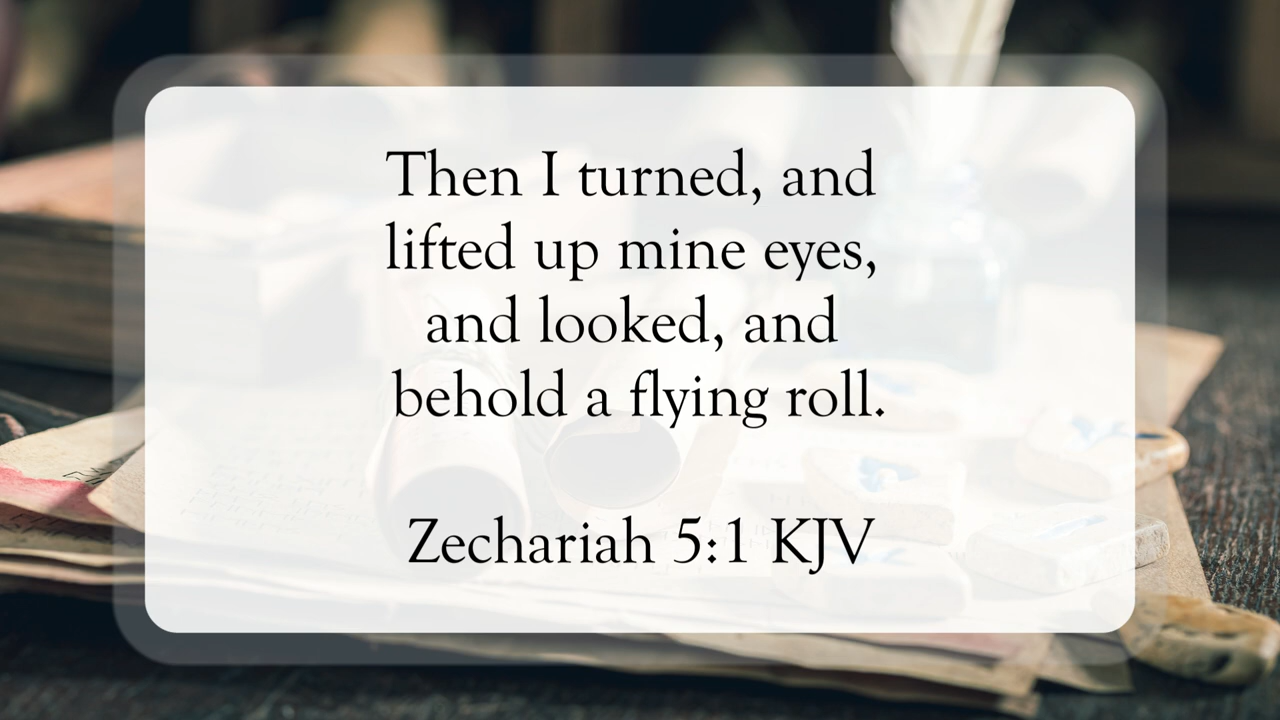 Then I turned, and
lifted up mine eyes,
and looked, and
behold a flying roll.
Zechariah 5:1 KJV